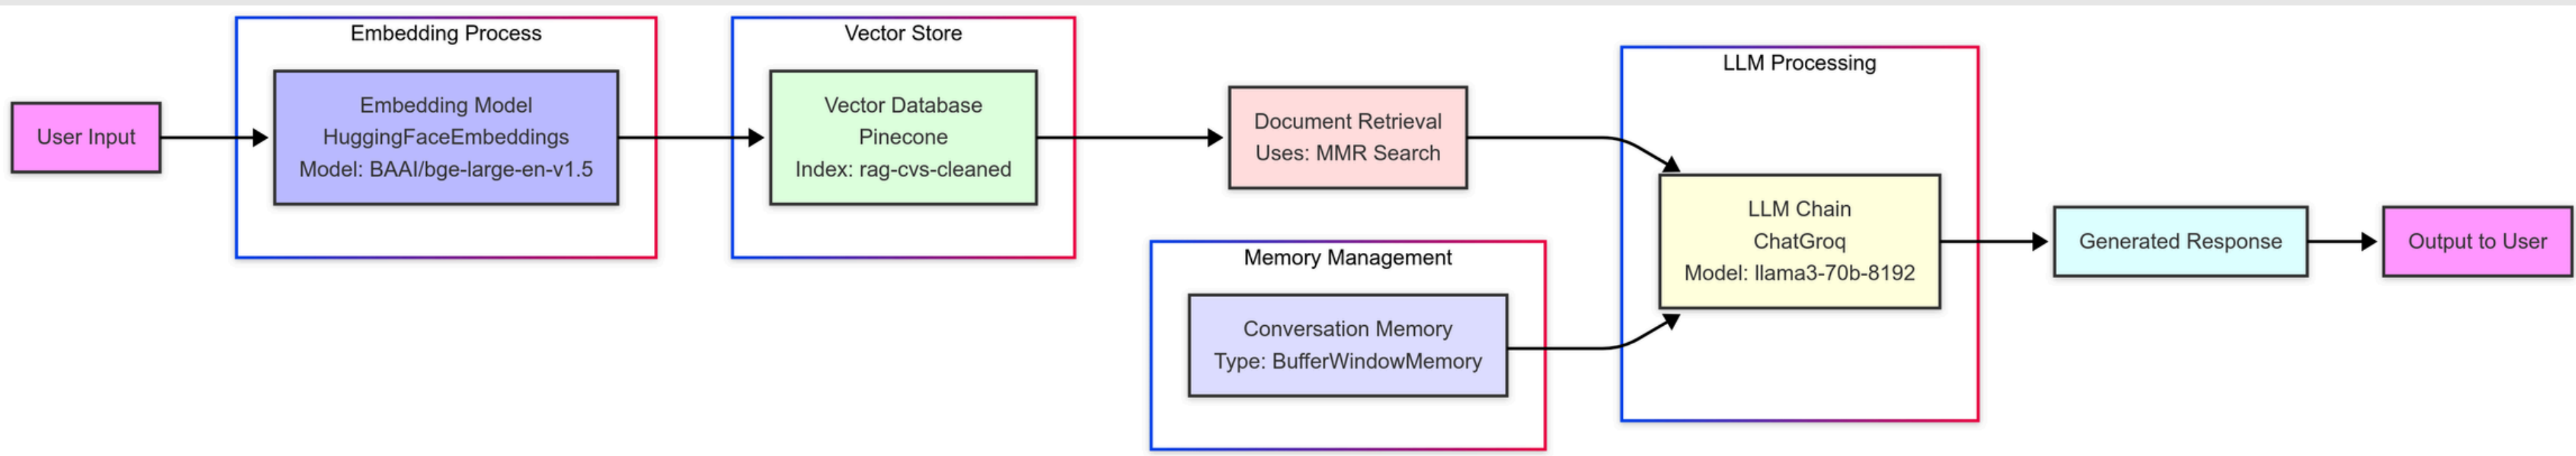 User Input
Embedding Process
Embedding Model
HuggingFaceEmbeddings
Model: BAAI/bge-large-en-v1.5
Vector Store
Vector Database
Pinecone
Index: rag-cvs-cleaned
Document Retrieval
Uses: MMR Search
Memory Management
Conversation Memory
Type: BufferWindowMemory
LLM Processing
LLM Chain
ChatGroq
Model: llama3-70b-8192
Generated Response
Output to User